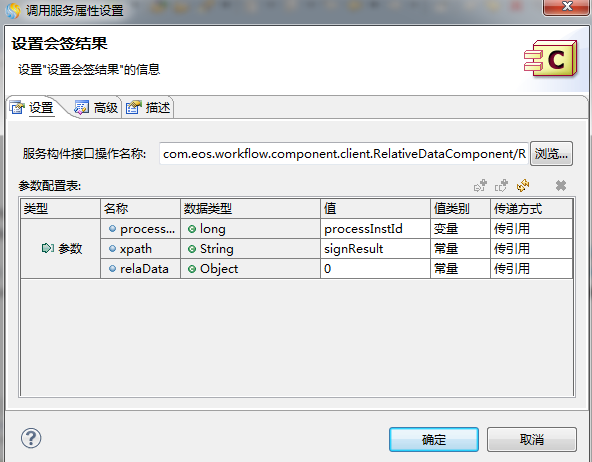 调用服务属性设置
设置会签结果
设置"设置会签结果"的信息
设置 高级 描述
服务构件接口操作名称: com.eos.workflow.component.client.RelativeDataComponent/R 浏览...
参数配置表:
类型 名称 数据类型 值 值类别 传递方式
process... long processInstId 变量 传引用
参数 xpath String signResult 常量 传引用
relaData Object 0 常量 传引用
确定 取消